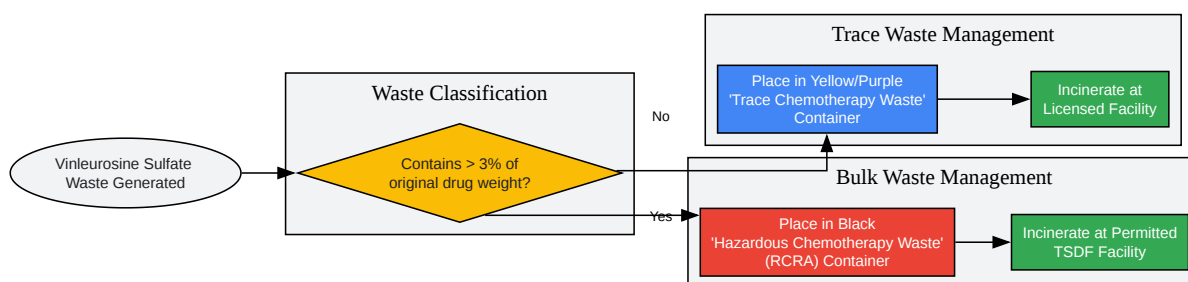 Trace Waste Management
Place in Yellow/Purple
'Trace Chemotherapy Waste'
Container
Incinerate at
Licensed Facility
Waste Classification
No
Vinleurosine Sulfate
Waste Generated
Contains > 3% of
original drug weight?
Bulk Waste Management
Yes
Place in Black
'Hazardous Chemotherapy Waste'
(RCRA) Container
Incinerate at Permitted
TSDF Facility